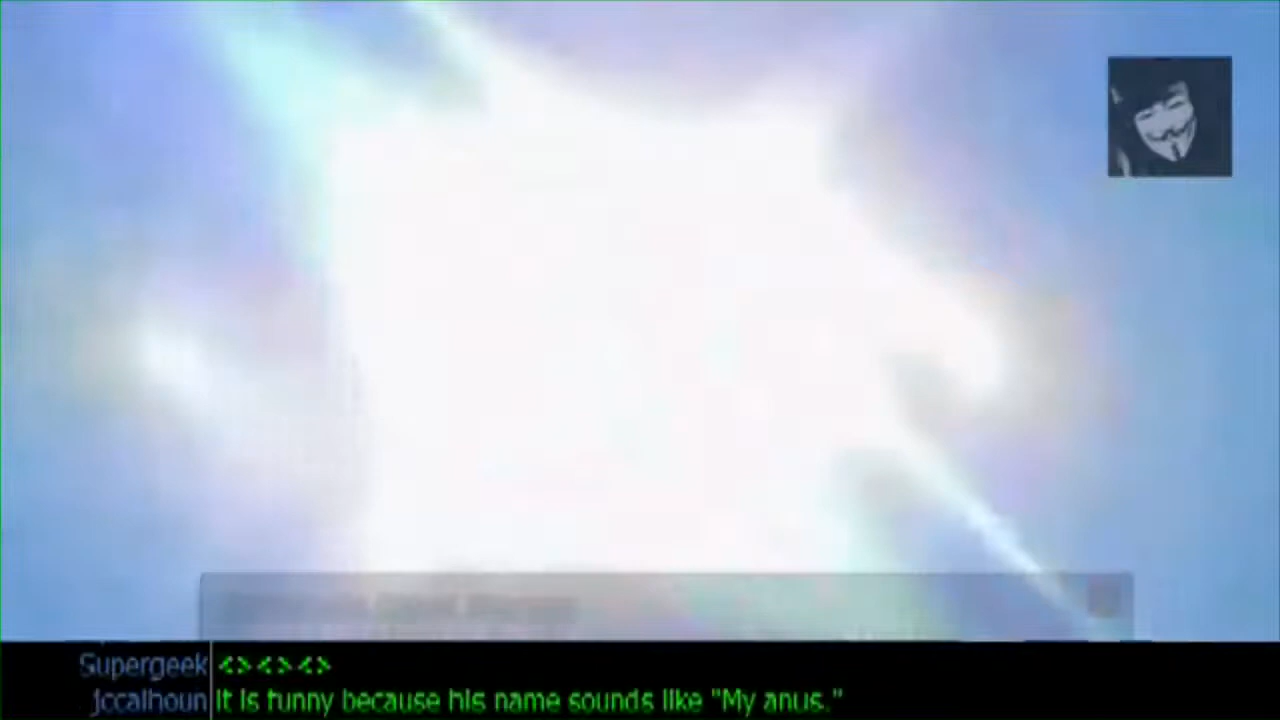 Supergeek <><><>
Jccalhoun It is funny because his name sounds like "My anus."